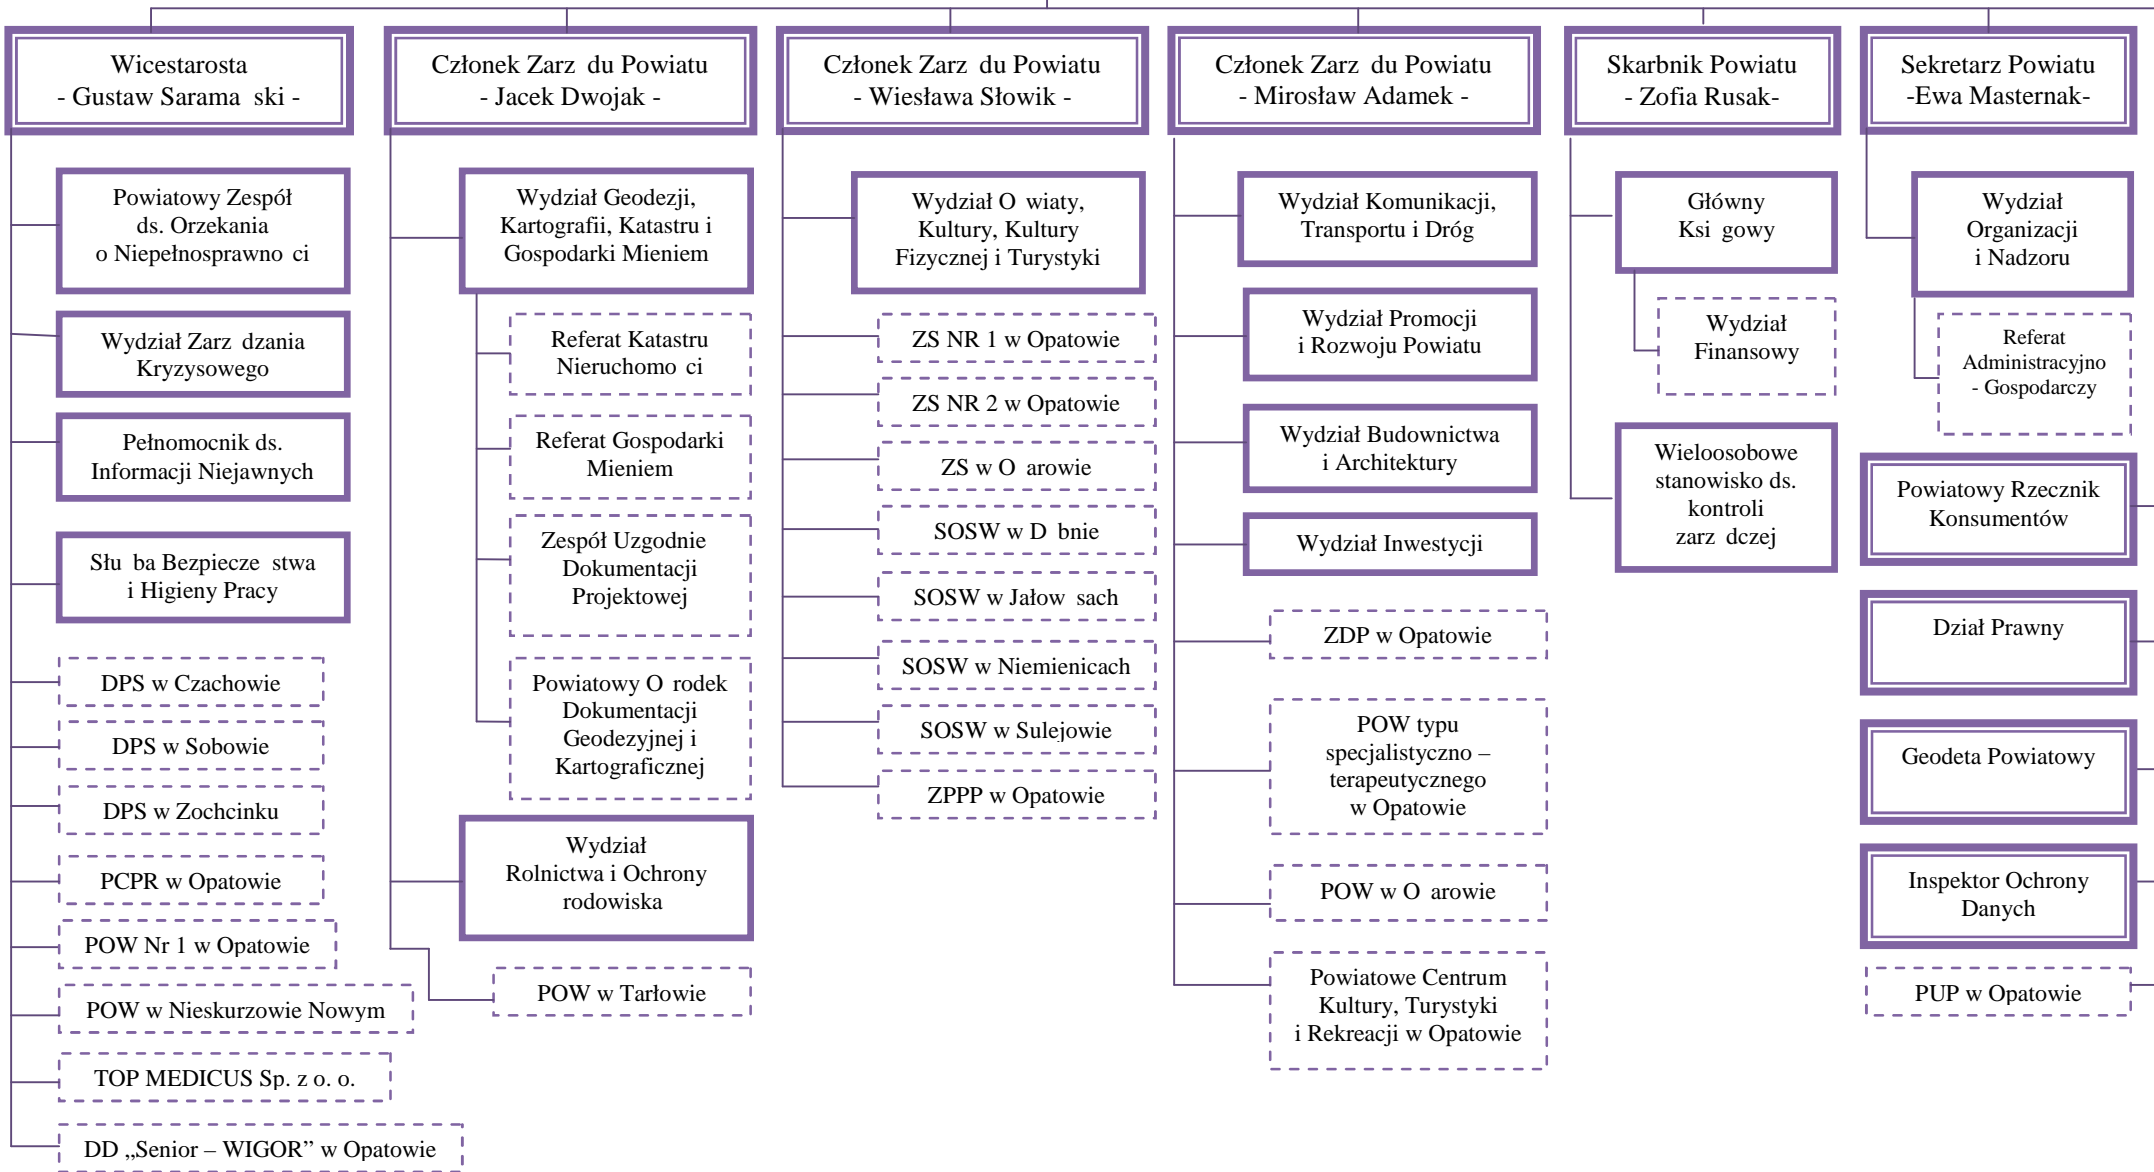 Wicestarosta
- Gustaw Sarama ski -
Powiatowy Zespół
ds. Orzekania
o Niepełnosprawno ci
Wydział Zarz dzania
Kryzysowego
Pełnomocnik ds.
Informacji Niejawnych
Słu ba Bezpiecze stwa
i Higieny Pracy
DPS w Czachowie
DPS w Sobowie
DPS w Zochcinku
PCPR w Opatowie
POW Nr 1 w Opatowie
POW w Nieskurzowie Nowym
TOP MEDICUS Sp. z o. o.
DD „Senior – WIGOR” w Opatowie
Członek Zarz du Powiatu
- Jacek Dwojak -
Wydział Geodezji,
Kartografii, Katastru i
Gospodarki Mieniem
Referat Katastru
Nieruchomo ci
Referat Gospodarki
Mieniem
Zespół Uzgodnie
Dokumentacji
Projektowej
Powiatowy O rodek
Dokumentacji
Geodezyjnej i
Kartograficznej
Wydział
Rolnictwa i Ochrony
rodowiska
POW w Tarłowie
Członek Zarz du Powiatu
- Wiesława Słowik -
Wydział O wiaty,
Kultury, Kultury
Fizycznej i Turystyki
ZS NR 1 w Opatowie
ZS NR 2 w Opatowie
ZS w O arowie
SOSW w D bnie
SOSW w Jałow sach
SOSW w Niemienicach
SOSW w Sulejowie
ZPPP w Opatowie
Członek Zarz du Powiatu
- Mirosław Adamek -
Wydział Komunikacji,
Transportu i Dróg
Wydział Promocji
i Rozwoju Powiatu
Wydział Budownictwa
i Architektury
Wydział Inwestycji
ZDP w Opatowie
POW typu
specjalistyczno –
terapeutycznego
w Opatowie
POW w O arowie
Powiatowe Centrum
Kultury, Turystyki
i Rekreacji w Opatowie
Skarbnik Powiatu
- Zofia Rusak-
Główny
Ksi gowy
Wydział
Finansowy
Wieloosobowe
stanowisko ds.
kontroli
zarz dczej
Sekretarz Powiatu
-Ewa Masternak-
Wydział
Organizacji
i Nadzoru
Referat
Administracyjno
- Gospodarczy
Powiatowy Rzecznik
Konsumentów
Dział Prawny
Geodeta Powiatowy
Inspektor Ochrony
Danych
PUP w Opatowie